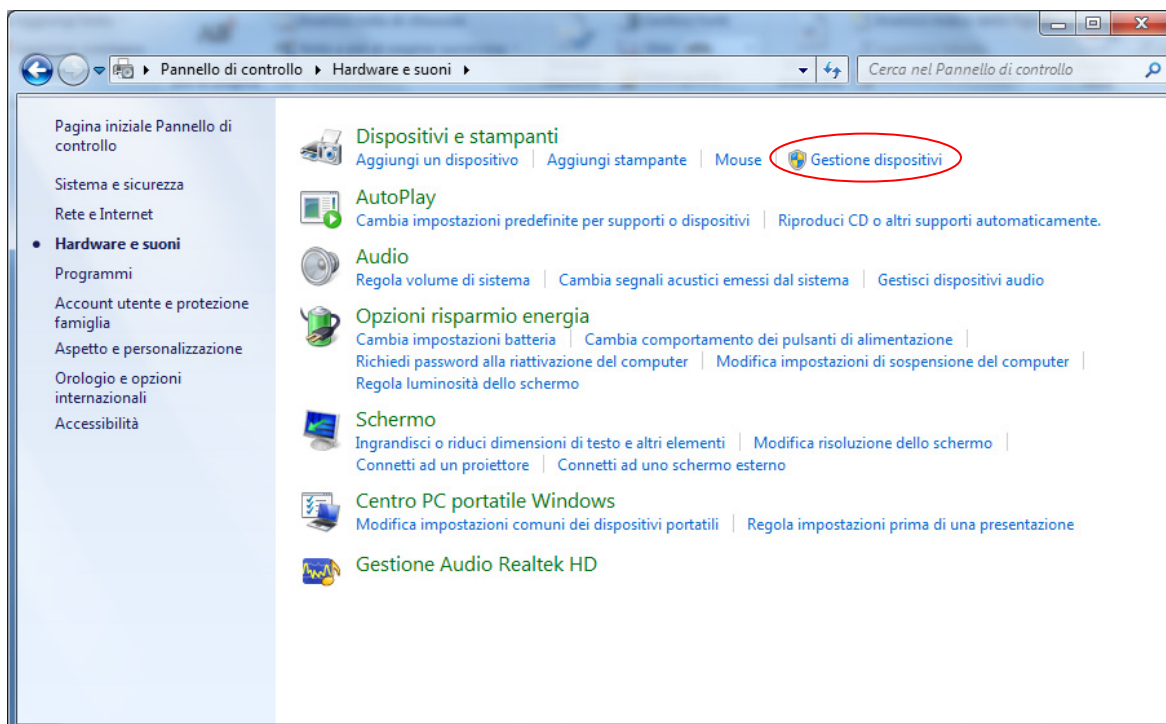 Pannello di controllo Hardware e suoni
Cerca nel Pannello di controllo
Pagina iniziale Pannello di
controllo
Sistema e sicurezza
Rete e Internet
Hardware e suoni
Programmi
Account utente e protezione
famiglia
Aspetto e personalizzazione
Orologio e opzioni
internazionali
Accessibilità
Dispositivi e stampanti
Aggiungi un dispositivo Aggiungi stampante Mouse Gestione dispositivi
AutoPlay
Cambia impostazioni predefinite per supporti o dispositivi Riproduci CD o altri supporti automaticamente.
Audio
Regola volume di sistema Cambia segnali acustici emessi dal sistema Gestisci dispositivi audio
Opzioni risparmio energia
Cambia impostazioni batteria Cambia comportamento dei pulsanti di alimentazione
Richiedi password alla riattivazione del computer Modifica impostazioni di sospensione del computer
Regola luminosità dello schermo
Schermo
Ingrandisci o riduci dimensioni di testo e altri elementi Modifica risoluzione dello schermo
Connetti ad un proiettore Connetti ad uno schermo esterno
Centro PC portatile Windows
Modifica impostazioni comuni dei dispositivi portatili Regola impostazioni prima di una presentazione
Gestione Audio Realtek HD